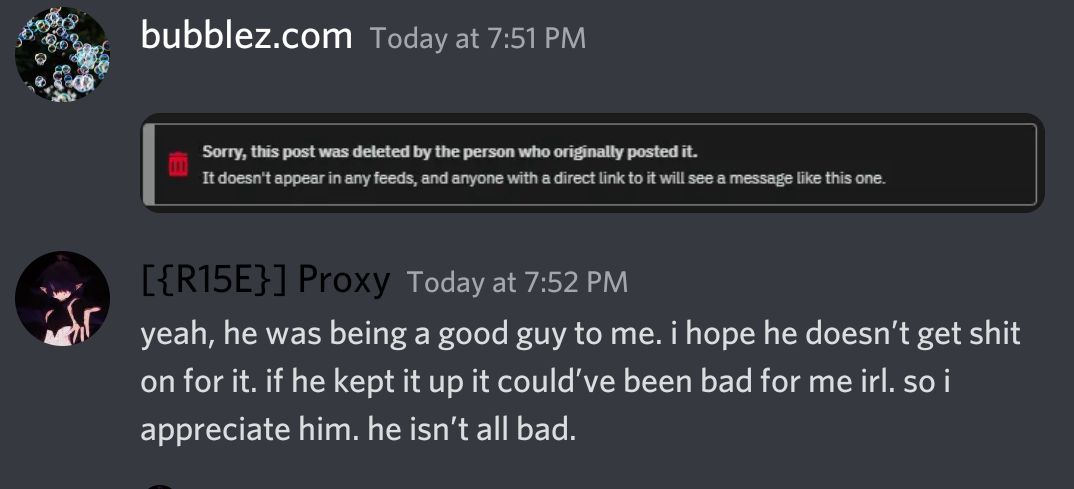 bubblez.com Today at 7:51 PM
Sorry, this post was deleted by the person who originally posted it.
It doesn't appear in any feeds, and anyone with a direct link to it will see a message like this one.
[{R15E}] Proxy Today at 7:52 PM
yeah, he was being a good guy to me. i hope he doesn’t get shit
on for it. if he kept it up it could’ve been bad for me irl. so i
appreciate him. he isn’t all bad.